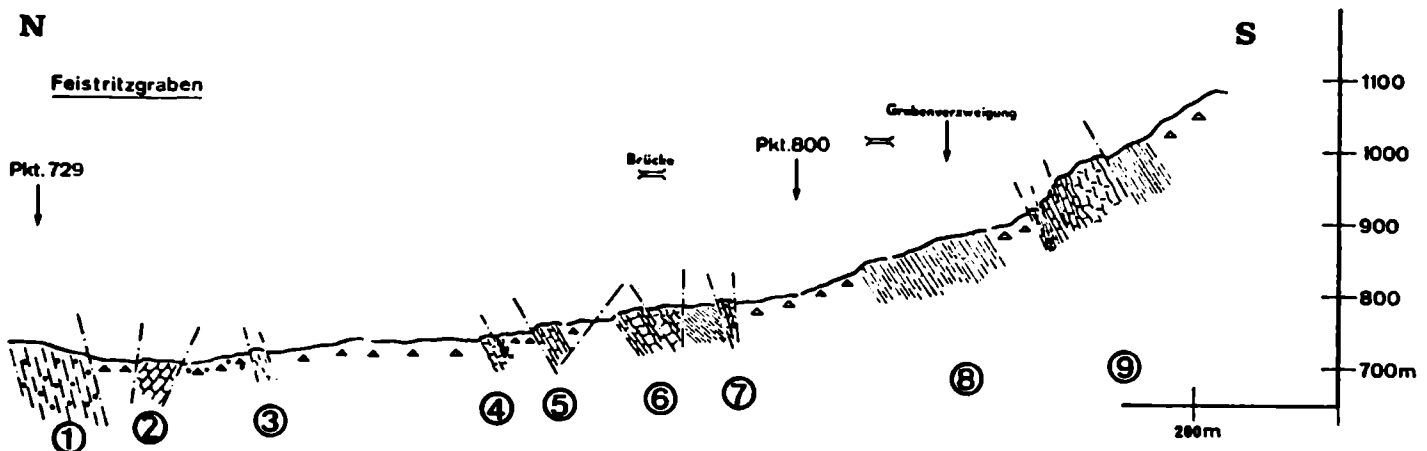 N
S
Feistritzgraben
1100
Grabenverzweigung
Pkt.800
1000
Brücke
Pkt.729
900
800
700m
①
②
③
④
⑤
⑥
⑦
⑧
⑨
200m